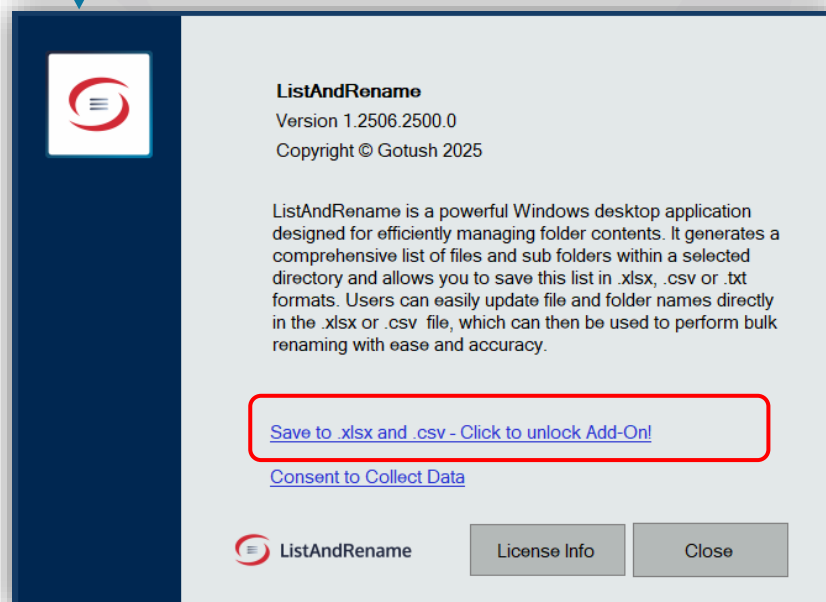 ListAndRename
Version 1.2506.2500.0
Copyright © Gotush 2025
ListAndRename is a powerful Windows desktop application
designed for efficiently managing folder contents. It generates a
comprehensive list of files and sub folders within a selected
directory and allows you to save this list in .xlsx, .csv or .txt
formats. Users can easily update file and folder names directly
in the .xlsx or .csv file, which can then be used to perform bulk
renaming with ease and accuracy.
Save to .xlsx and .csv - Click to unlock Add-On!
Consent to Collect Data
ListAndRename
License Info
Close